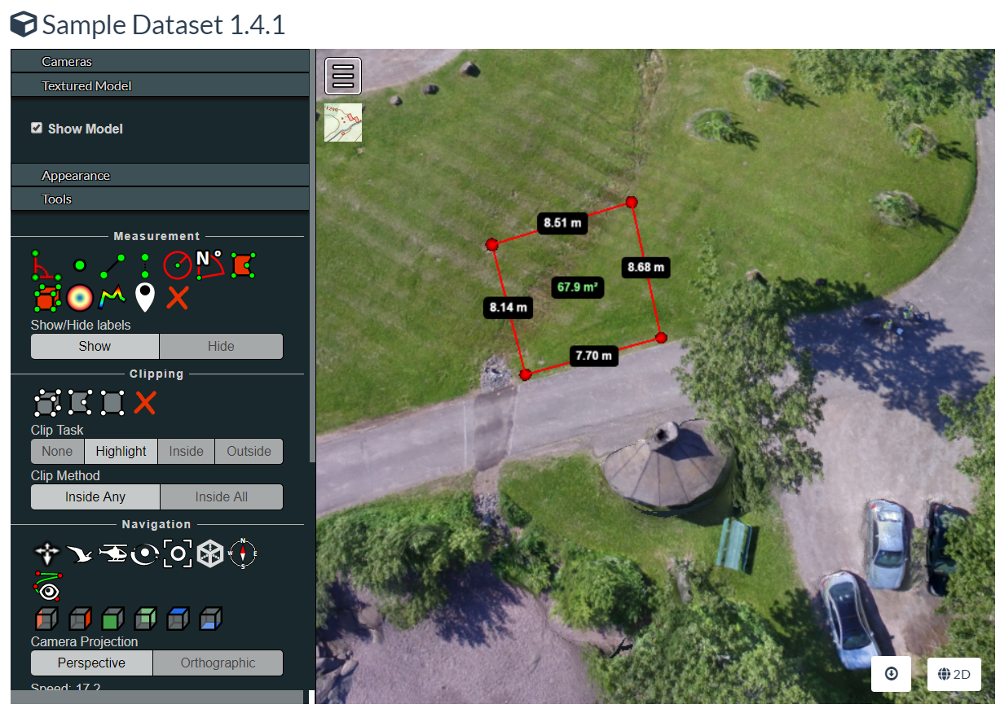 Sample Dataset 1.4.1
Cameras
Textured Model
Show Model
Appearance
Tools
Measurement
N °
Show/Hide labels
Show Hide
Clipping
Clip Task
None Highlight Inside Outside
Clip Method
Inside Any Inside All
Navigation
N
W E
S
Camera Projection
Perspective Orthographic
Speed: 17.2
8.51 m
8.68 m
67.9 m²
8.14 m
7.70 m
2D